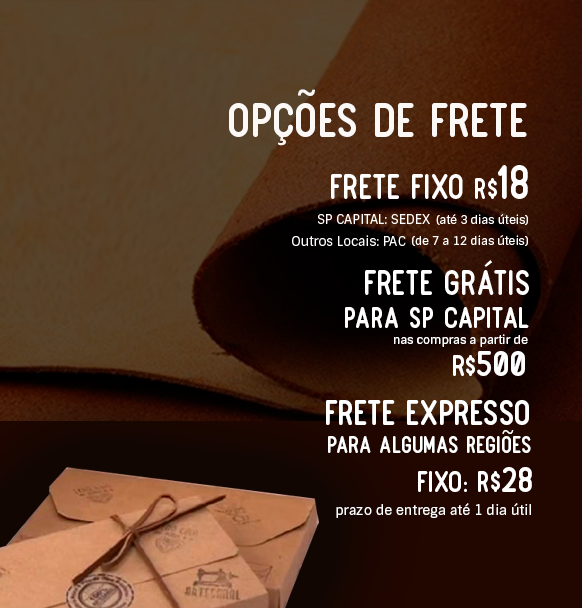 OPÇÕES DE FRETE
FRETE FIXO R$18
SP CAPITAL: SEDEX (até 3 dias úteis)
Outros Locais: PAC (de 7 a 12 dias úteis)
FRETE GRÁTIS
PARA SP CAPITAL
nas compras a partir de
R$500
FRETE EXPRESSO
PARA ALGUMAS REGIÕES
FIXO: R$28
prazo de entrega até 1 dia útil
ARTESANAL